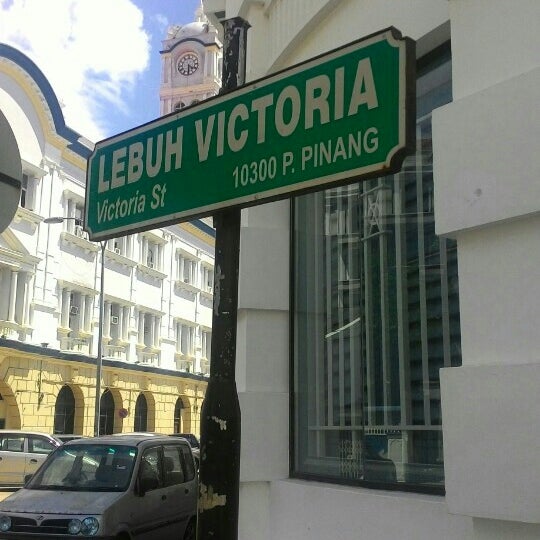 LEBUH VICTORIA
Victoria St
10300 P. PINANG